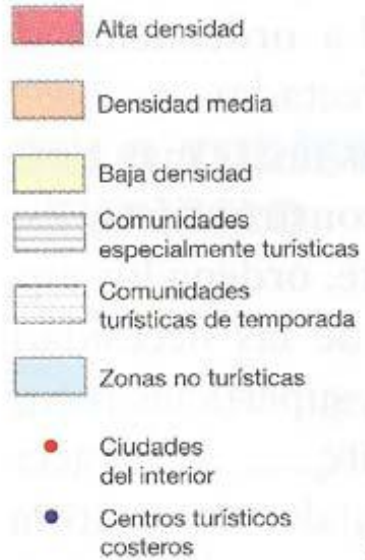 Alta densidad
Densidad media
Baja densidad
Comunidades
especialmente turísticas
Comunidades
turísticas de temporada
Zonas no turísticas
Ciudades
del interior
Centros turísticos
costeros